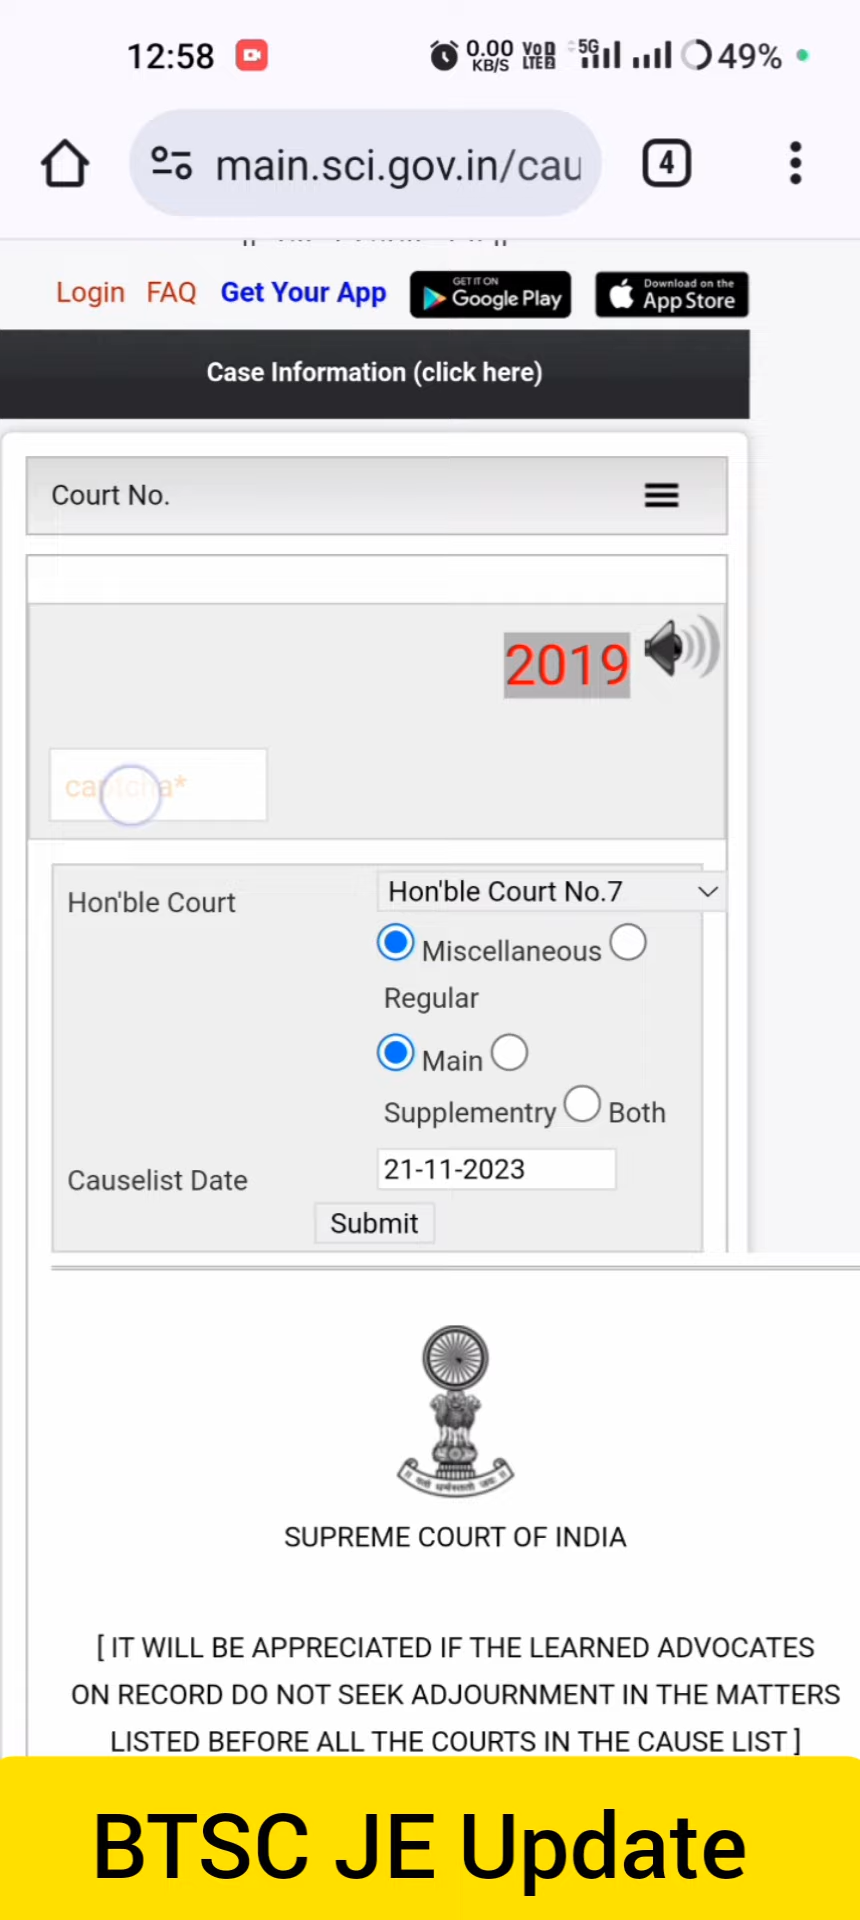 12:58 0.00 KB/S VoD LTE2 5G 49%
main.sci.gov.in/cau 4
Login FAQ Get Your App GET IT ON Google Play Download on the App Store
Case Information (click here)
Court No.
2019
captcha*
Hon'ble Court Hon'ble Court No.7
Miscellaneous
Regular
Main
Supplementry Both
Causelist Date 21-11-2023
Submit
SUPREME COURT OF INDIA
[ IT WILL BE APPRECIATED IF THE LEARNED ADVOCATES
ON RECORD DO NOT SEEK ADJOURNMENT IN THE MATTERS
LISTED BEFORE ALL THE COURTS IN THE CAUSE LIST ]
BTSC JE Update